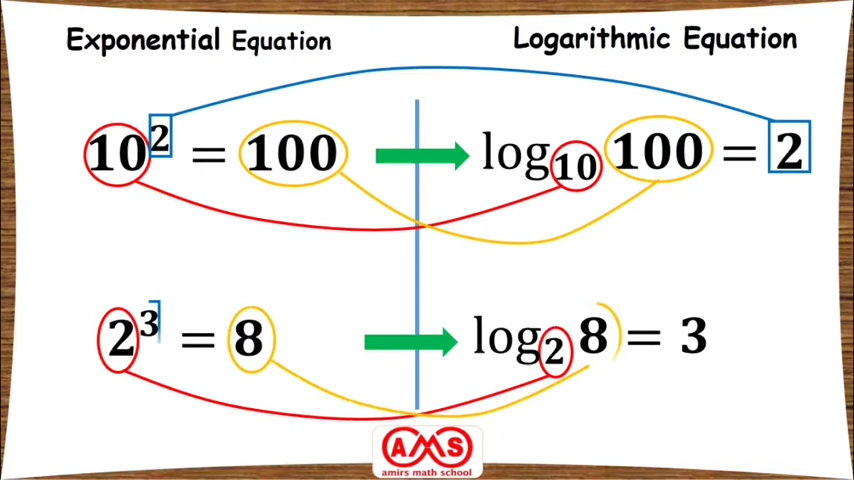 Exponential Equation
Logarithmic Equation
10² = 100
log₁₀ 100 = 2
2³ = 8
log₂ 8 = 3
AMS
amirs math school